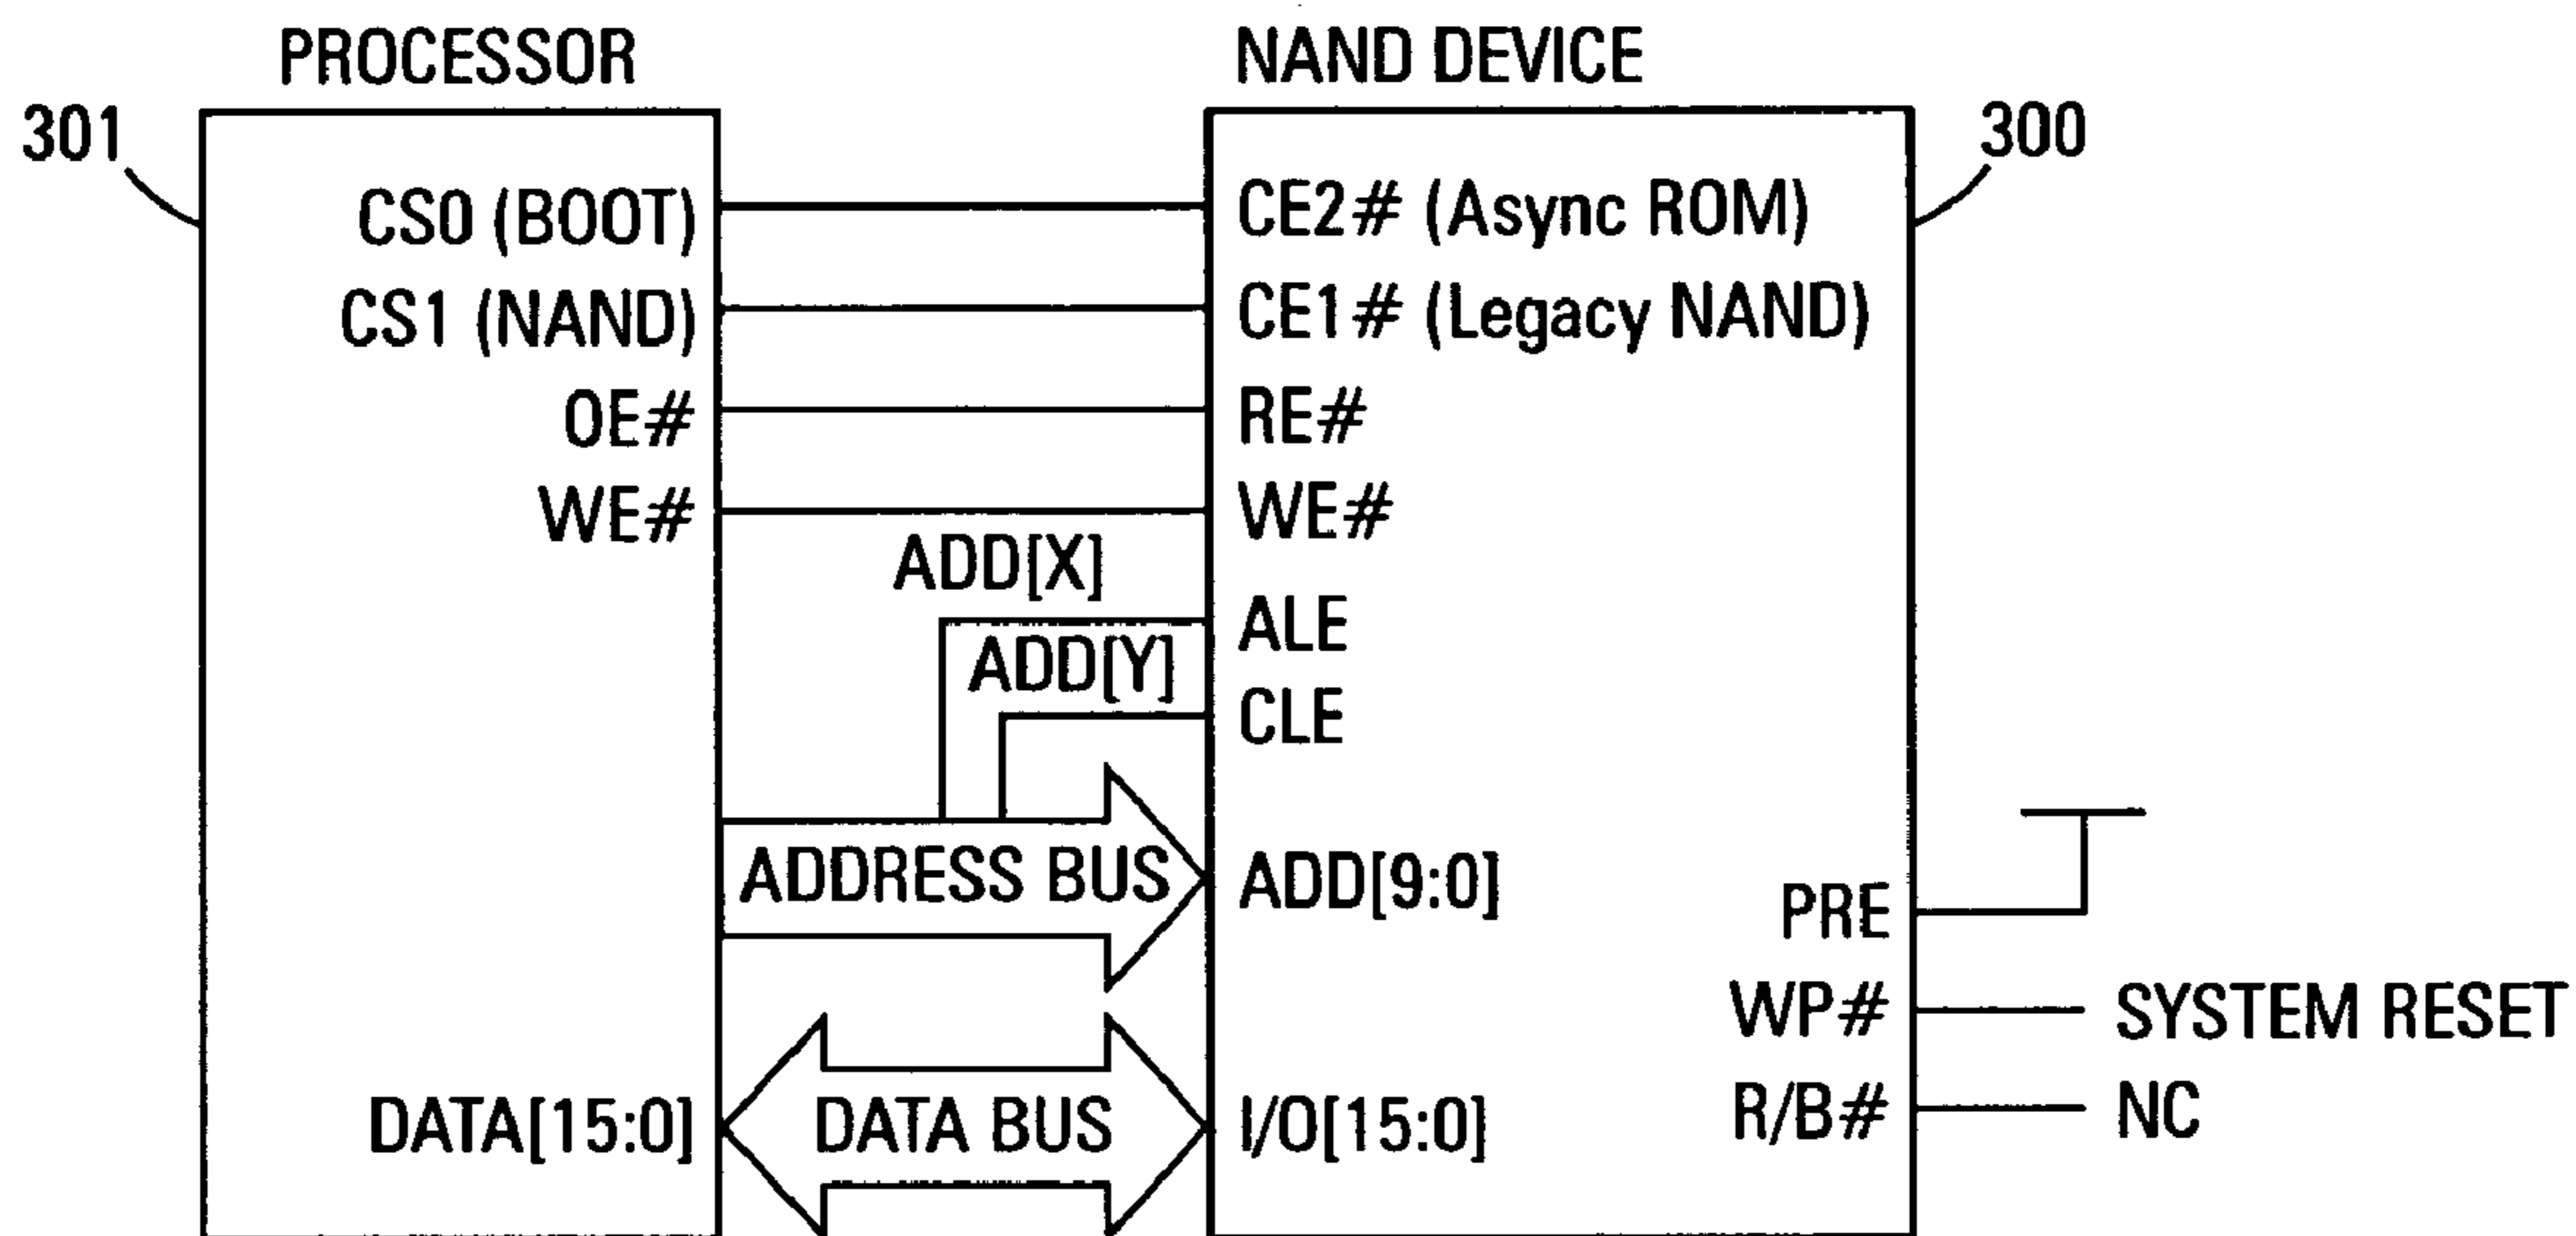 PROCESSOR
NAND DEVICE
301
300
CS0 (BOOT)
CE2# (Async ROM)
CS1 (NAND)
CE1# (Legacy NAND)
OE#
RE#
WE#
WE#
ADD[X]
ALE
ADD[Y]
CLE
ADDRESS BUS
ADD[9:0]
PRE
WP#
SYSTEM RESET
DATA[15:0]
DATA BUS
I/O[15:0]
R/B#
NC